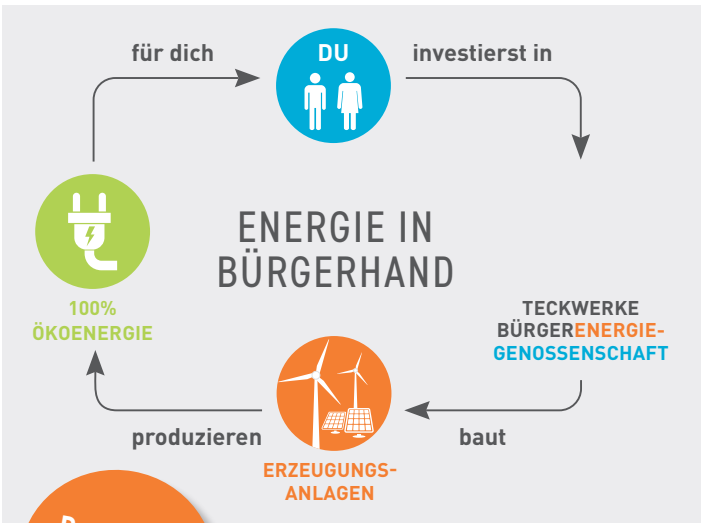 für dich
DU
investierst in
ENERGIE IN
BÜRGERHAND
100%
ÖKOENERGIE
TECKWERKE
BÜRGERENERGIE-
GENOSSENSCHAFT
produzieren
baut
ERZEUGUNGS-
ANLAGEN